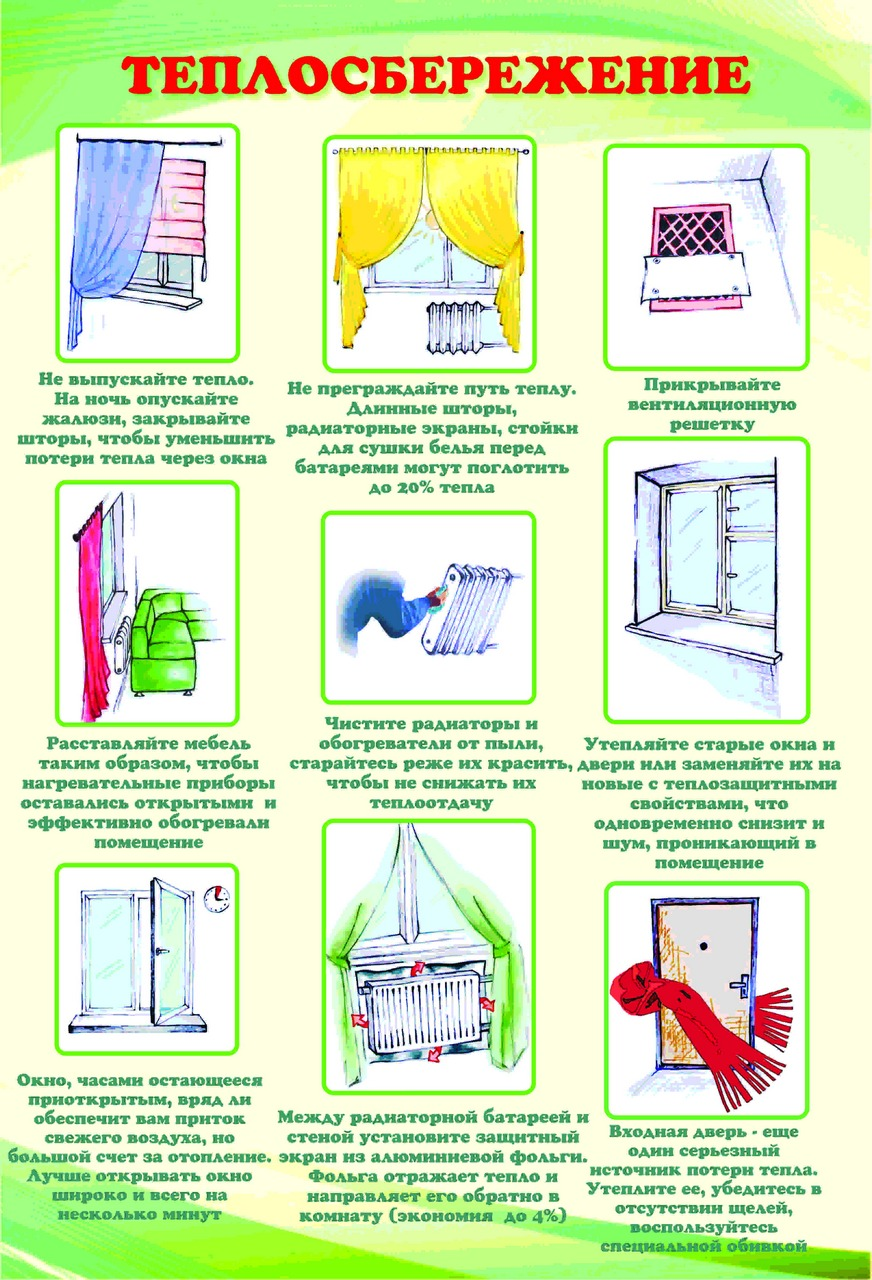 ТЕПЛОСБЕРЕЖЕНИЕ
Не выпускайте тепло.
На ночь опускайте
жалюзи, закрывайте
шторы, чтобы уменьшить
потери тепла через окна
Не преграждайте путь теплу.
Длинные шторы,
радиаторные экраны, стойки
для сушки белья перед
батареями могут поглотить
до 20% тепла
Прикрывайте
вентиляционную
решетку
Расставляйте мебель
таким образом, чтобы
нагревательные приборы
оставались открытыми и
эффективно обогревали
помещение
Чистите радиаторы и
обогреватели от пыли,
старайтесь реже их красить,
чтобы не снижать их
теплоотдачу
Утепляйте старые окна и
двери или заменяйте их на
новые с теплозащитными
свойствами, что
одновременно снизит и
шум, проникающий в
помещение
Окно, часами остающееся
приоткрытым, вряд ли
обеспечит вам приток
свежего воздуха, но
большой счет за отопление.
Лучше открывать окно
широко и всего на
несколько минут
Между радиаторной батареей и
стеной установите защитный
экран из алюминиевой фольги.
Фольга отражает тепло и
направляет его обратно в
комнату (экономия до 4%)
Входная дверь - еще
один серьезный
источник потери тепла.
Утеплите ее, убедитесь в
отсутствии щелей,
воспользуйтесь
специальной обивкой